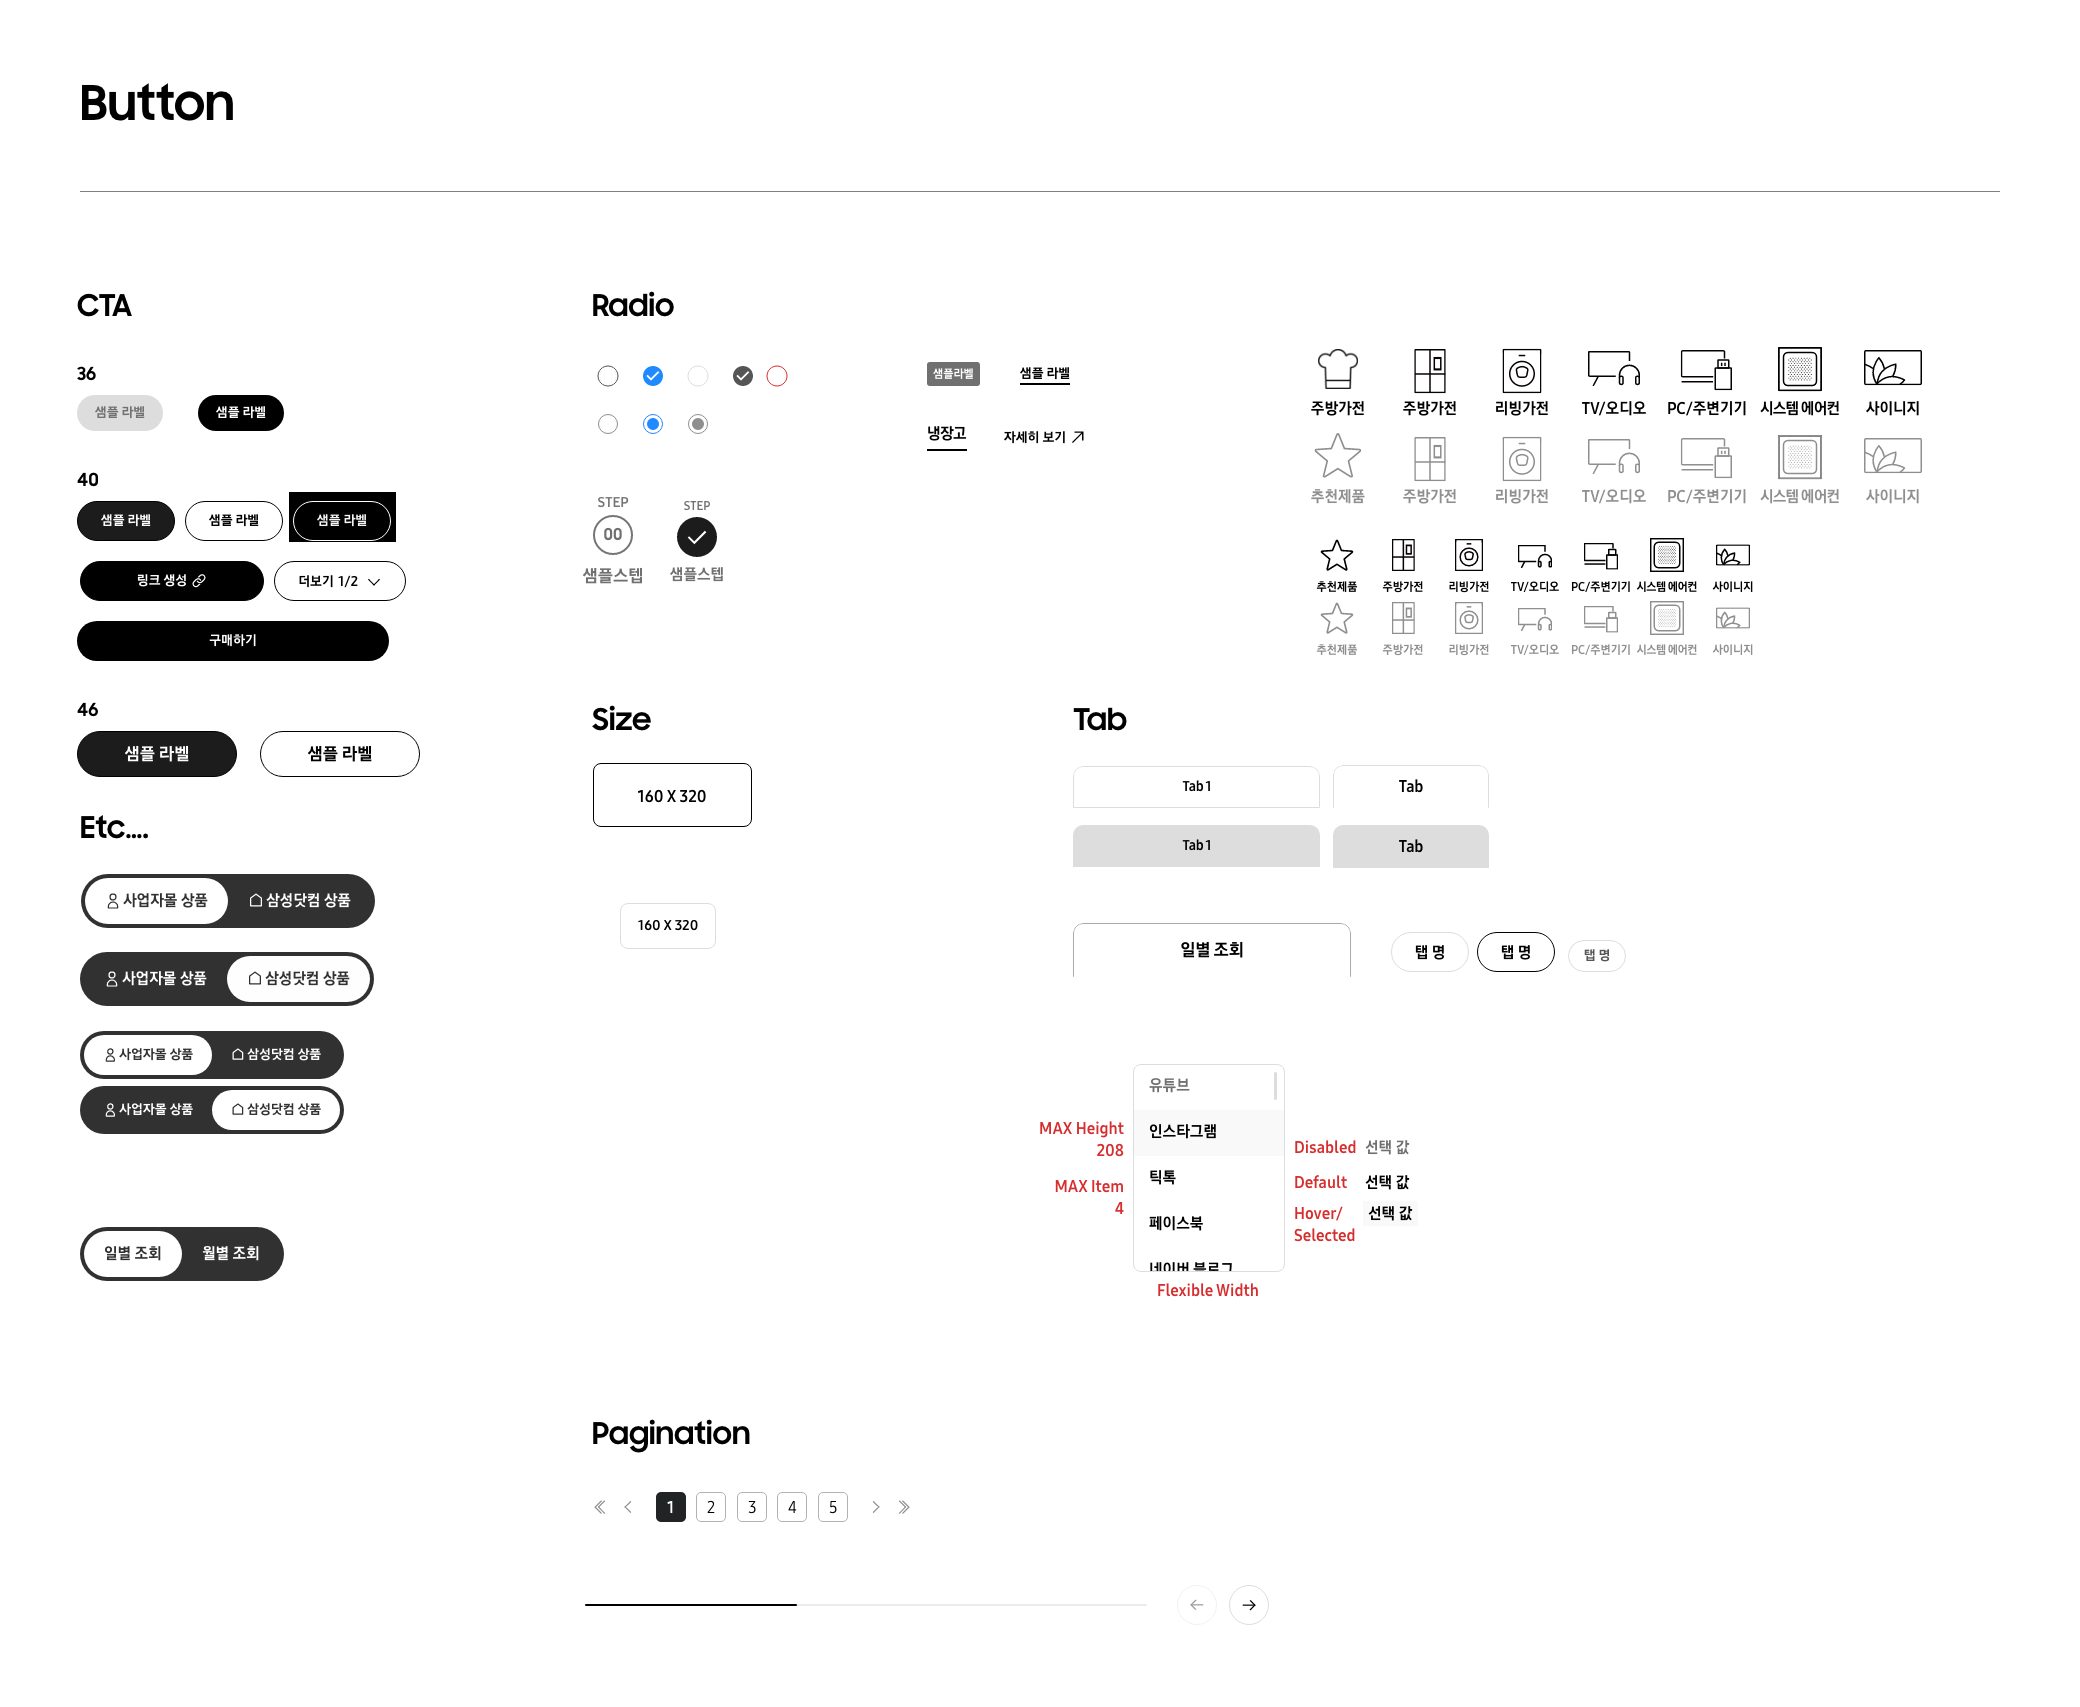 Button
CTA
36
샘플 라벨
샘플 라벨
40
샘플 라벨
샘플 라벨
샘플 라벨
링크 생성
더보기 1/2
구매하기
46
샘플 라벨
샘플 라벨
Etc....
사업자몰 상품
삼성닷컴 상품
사업자몰 상품
삼성닷컴 상품
사업자몰 상품
삼성닷컴 상품
사업자몰 상품
삼성닷컴 상품
일별 조회
월별 조회
Radio
샘플라벨
샘플 라벨
냉장고
자세히 보기
STEP
00
샘플스텝
STEP
샘플스텝
주방가전
주방가전
리빙가전
TV/오디오
PC/주변기기
시스템 에어컨
사이니지
추천제품
주방가전
리빙가전
TV/오디오
PC/주변기기
시스템 에어컨
사이니지
추천제품
주방가전
리빙가전
TV/오디오
PC/주변기기
시스템 에어컨
사이니지
추천제품
주방가전
리빙가전
TV/오디오
PC/주변기기
시스템 에어컨
사이니지
Size
160 X 320
160 X 320
Tab
Tab 1
Tab
Tab 1
Tab
일별 조회
탭 명
탭 명
탭 명
MAX Height
208
MAX Item
4
유튜브
인스타그램
틱톡
페이스북
네이버 블로그
Flexible Width
Disabled 선택 값
Default 선택 값
Hover/ 선택 값
Selected
Pagination
1
2
3
4
5